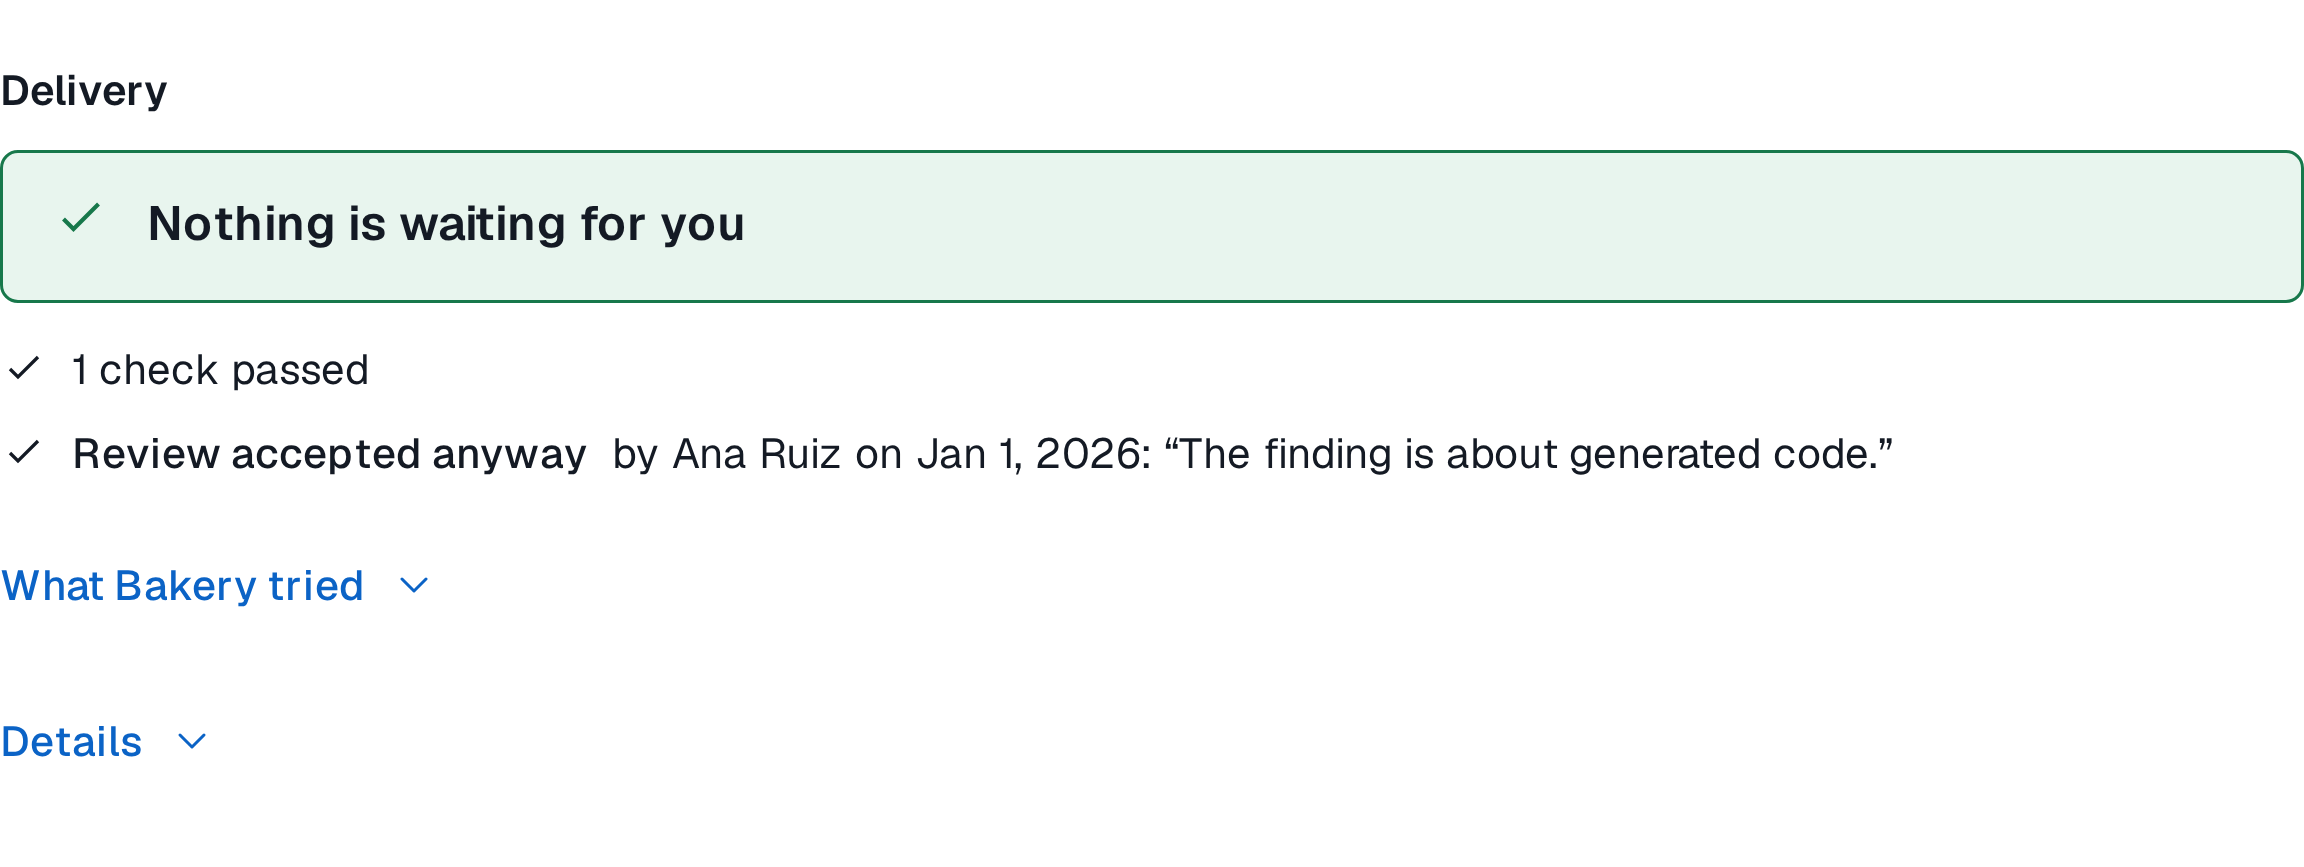 Delivery
Nothing is waiting for you
1 check passed
Review accepted anyway by Ana Ruiz on Jan 1, 2026: “The finding is about generated code.”
What Bakery tried
Details